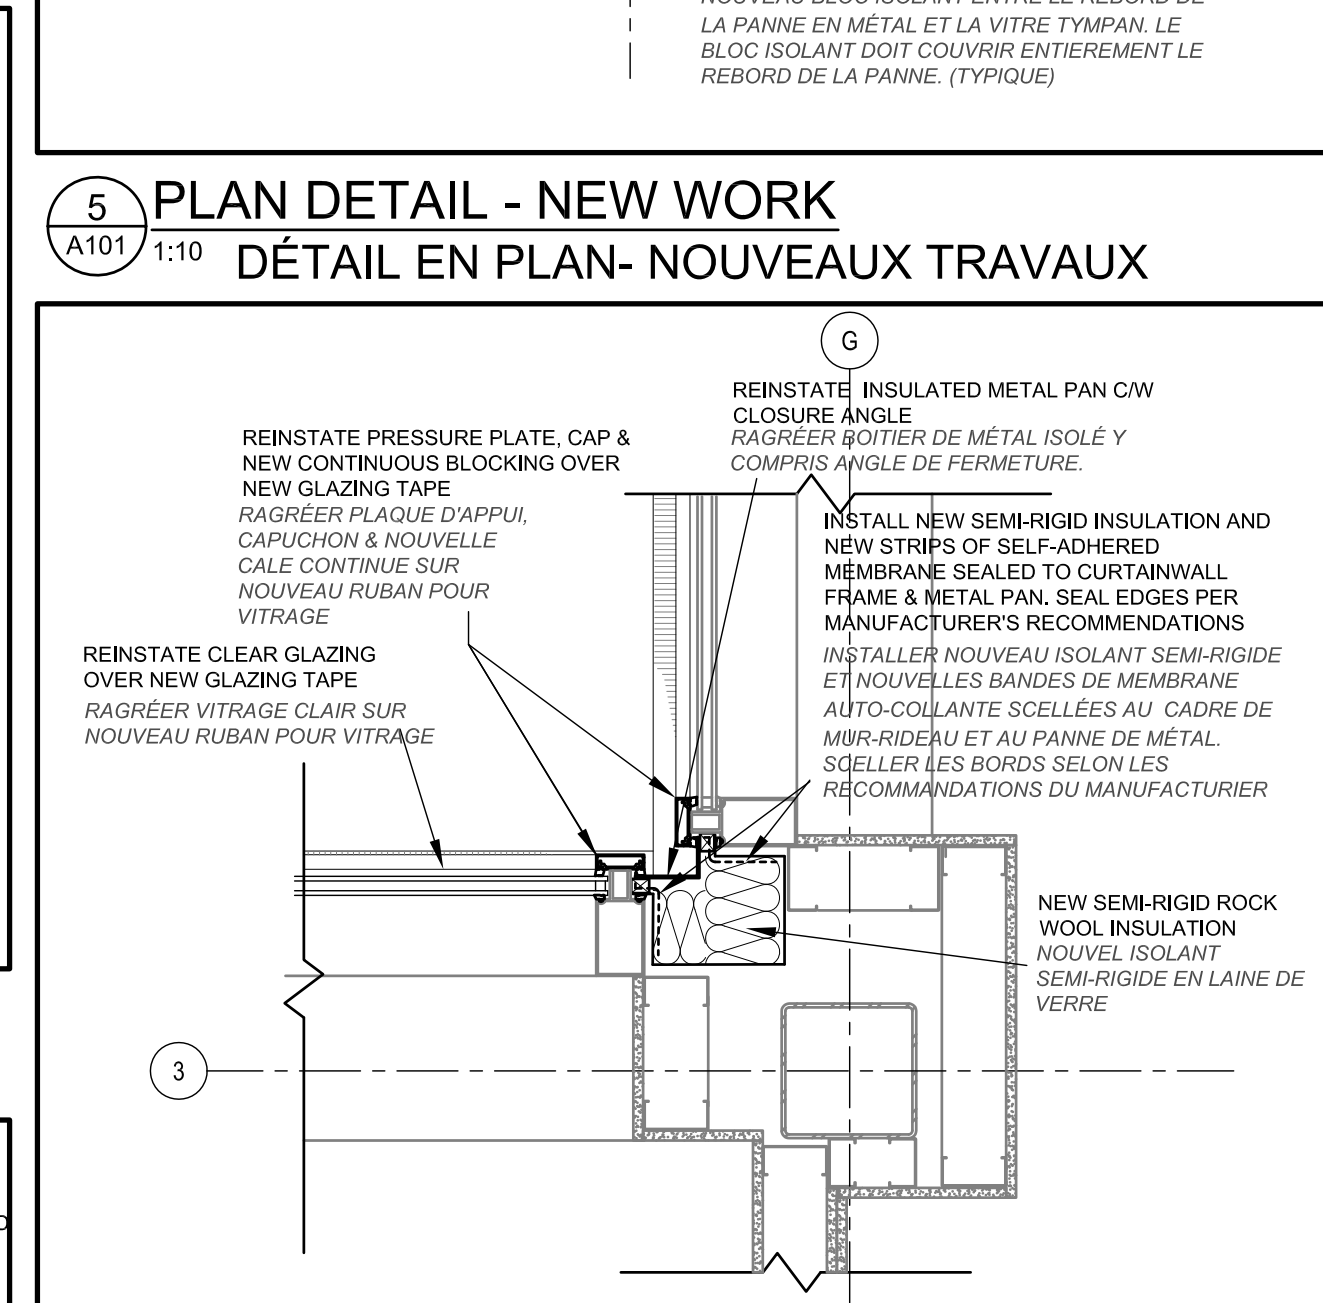 NOUVEAU BLOC ISOLANT ENTRE LE REBORD DE
LA PANNE EN MÉTAL ET LA VITRE TYMPAN. LE
BLOC ISOLANT DOIT COUVRIR ENTIEREMENT LE
REBORD DE LA PANNE. (TYPIQUE)
5
A101
PLAN DETAIL - NEW WORK
1:10
DÉTAIL EN PLAN- NOUVEAUX TRAVAUX
G
REINSTATE INSULATED METAL PAN C/W
CLOSURE ANGLE
RAGRÉER BOITIER DE MÉTAL ISOLÉ Y
COMPRIS ANGLE DE FERMETURE.
REINSTATE PRESSURE PLATE, CAP &
NEW CONTINUOUS BLOCKING OVER
NEW GLAZING TAPE
RAGRÉER PLAQUE D'APPUI,
CAPUCHON & NOUVELLE
CALE CONTINUE SUR
NOUVEAU RUBAN POUR
VITRAGE
INSTALL NEW SEMI-RIGID INSULATION AND
NEW STRIPS OF SELF-ADHERED
MEMBRANE SEALED TO CURTAINWALL
FRAME & METAL PAN. SEAL EDGES PER
MANUFACTURER'S RECOMMENDATIONS
INSTALLER NOUVEAU ISOLANT SEMI-RIGIDE
ET NOUVELLES BANDES DE MEMBRANE
AUTO-COLLANTE SCELLÉES AU CADRE DE
MUR-RIDEAU ET AU PANNE DE MÉTAL.
SCELLER LES BORDS SELON LES
RECOMMANDATIONS DU MANUFACTURIER
REINSTATE CLEAR GLAZING
OVER NEW GLAZING TAPE
RAGRÉER VITRAGE CLAIR SUR
NOUVEAU RUBAN POUR VITRAGE
NEW SEMI-RIGID ROCK
WOOL INSULATION
NOUVEL ISOLANT
SEMI-RIGIDE EN LAINE DE
VERRE
3